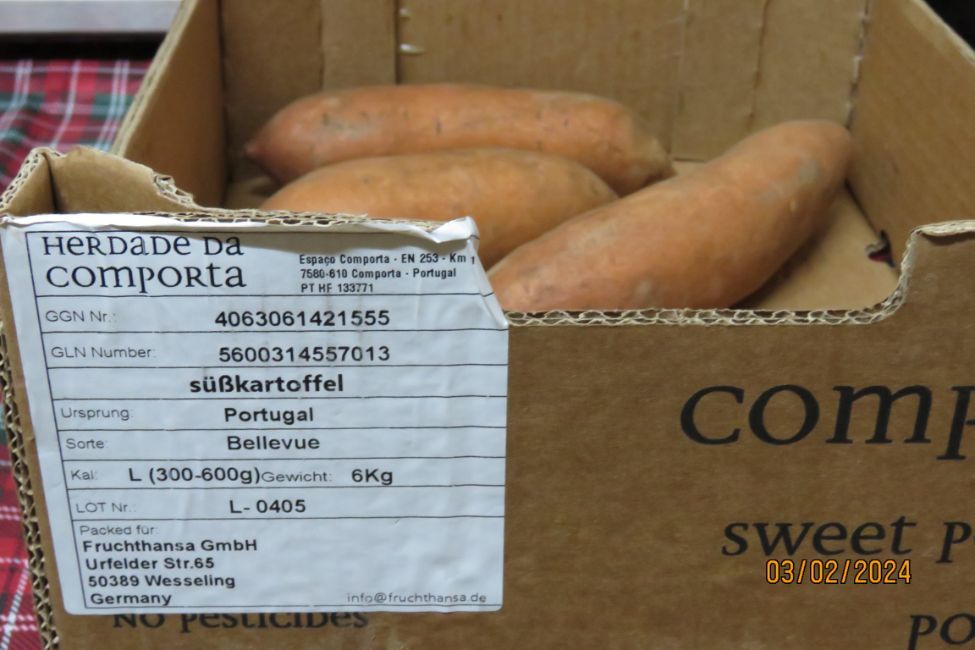 HERDADE DA
COMPORTA
Espaço Comporta - EN 253 - Km 1
7580-610 Comporta - Portugal
PT HF 133771
GGN Nr.: 4063061421555
GLN Number: 5600314557013
süßkartoffel
Ursprung: Portugal
Sorte: Bellevue
Kal: L (300-600g) Gewicht: 6Kg
LOT Nr.: L- 0405
Packed für:
Fruchthansa GmbH
Urfelder Str.65
50389 Wesseling
Germany info@fruchthansa.de
No pesticides
comp
sweet p
03/02/2024
po